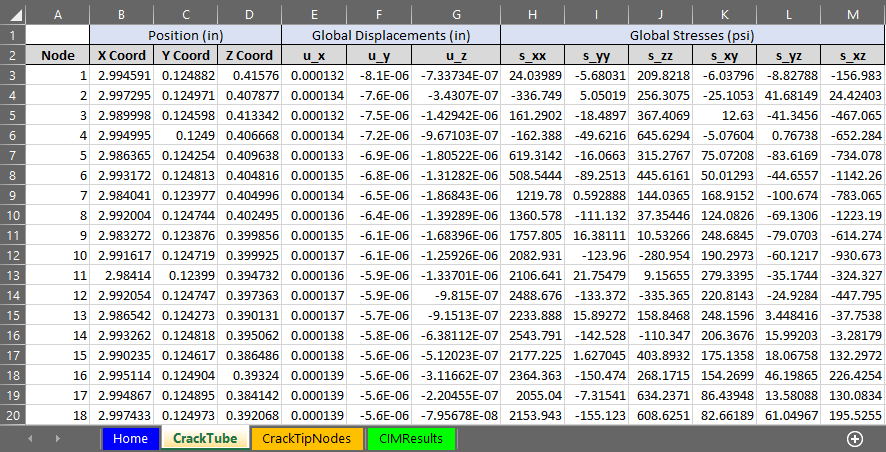 A B C D E F G H I J K L M
1 Position (in) Global Displacements (in) Global Stresses (psi)
2 Node X Coord Y Coord Z Coord u_x u_y u_z s_xx s_yy s_zz s_xy s_yz s_xz
3 1 2.994591 0.124882 0.41576 0.000132 -8.1E-06 -7.33734E-07 24.03989 -5.68031 209.8218 -6.03796 -8.82788 -156.983
4 2 2.997295 0.124971 0.407877 0.000134 -7.6E-06 -3.4307E-07 -336.749 5.05019 256.3075 -25.1053 41.68149 24.42403
5 3 2.989998 0.124598 0.413342 0.000132 -7.5E-06 -1.42942E-06 161.2902 -18.4897 367.4069 12.63 -41.3456 -467.065
6 4 2.994995 0.1249 0.406668 0.000134 -7.2E-06 -9.67103E-07 -162.388 -49.6216 645.6294 -5.07604 0.76738 -652.284
7 5 2.986365 0.124254 0.409638 0.000133 -6.9E-06 -1.80522E-06 619.3142 -16.0663 315.2767 75.07208 -83.6169 -734.078
8 6 2.993172 0.124813 0.404816 0.000135 -6.8E-06 -1.31282E-06 508.5444 -89.2513 445.6161 50.01293 -44.6557 -1142.26
9 7 2.984041 0.123977 0.404996 0.000134 -6.5E-06 -1.86843E-06 1219.78 0.592888 144.0365 168.9152 -100.674 -783.065
10 8 2.992004 0.124744 0.402495 0.000136 -6.4E-06 -1.39289E-06 1360.578 -111.132 37.35446 124.0826 -69.1306 -1223.19
11 9 2.983272 0.123876 0.399856 0.000135 -6.1E-06 -1.68396E-06 1757.805 16.38111 10.53266 248.6845 -79.0703 -614.274
12 10 2.991617 0.124719 0.399925 0.000137 -6.1E-06 -1.25926E-06 2082.931 -123.96 -280.954 190.2973 -60.1217 -930.673
13 11 2.98414 0.12399 0.394732 0.000136 -5.9E-06 -1.33701E-06 2106.641 21.75479 9.15655 279.3395 -35.1744 -324.327
14 12 2.992054 0.124747 0.397363 0.000137 -5.9E-06 -9.815E-07 2488.676 -133.372 -335.365 220.8143 -24.9284 -447.795
15 13 2.986542 0.124273 0.390131 0.000137 -5.7E-06 -9.1513E-07 2233.888 15.89272 158.8468 248.1596 3.448416 -37.7538
16 14 2.993262 0.124818 0.395062 0.000138 -5.8E-06 -6.38112E-07 2543.791 -142.528 -110.347 206.3676 15.99203 -3.28179
17 15 2.990235 0.124617 0.386486 0.000138 -5.6E-06 -5.12023E-07 2177.225 1.627045 403.8932 175.1358 18.06758 132.2972
18 16 2.995114 0.124904 0.39324 0.000138 -5.6E-06 -3.11662E-07 2364.363 -150.474 268.1715 154.2699 46.19865 226.4254
19 17 2.994867 0.124895 0.384142 0.000139 -5.6E-06 -2.20455E-07 2055.04 -7.31541 634.2371 86.43948 13.58088 130.0834
20 18 2.997433 0.124973 0.392068 0.000139 -5.6E-06 -7.95678E-08 2153.943 -155.123 608.6251 82.66189 61.04967 195.5255
Home CrackTube CrackTipNodes CIMResults